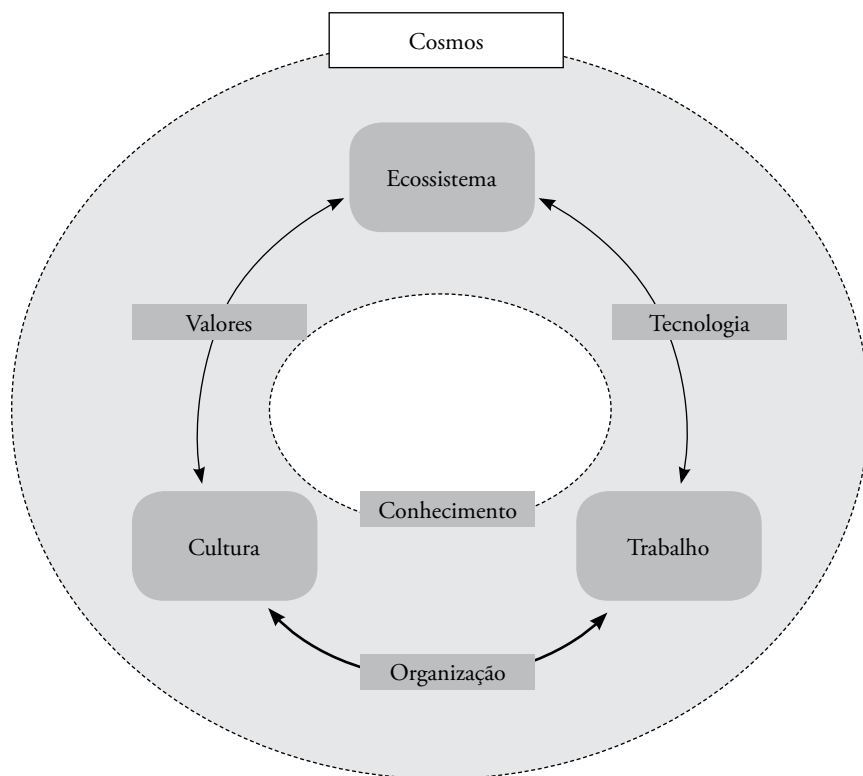 Cosmos
Ecossistema
Valores
Tecnologia
Conhecimento
Cultura
Trabalho
Organização